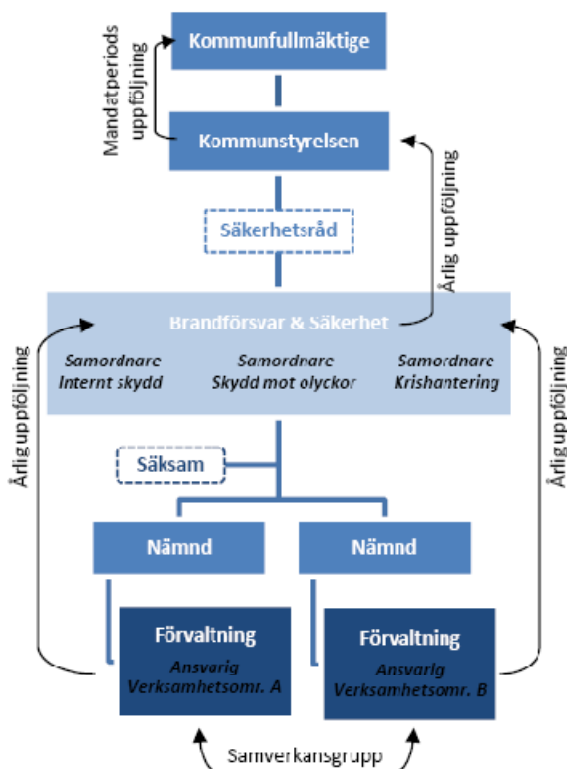 Kommunfullmäktige
Mandatperiods
uppföljning
Kommunstyrelsen
Säkerhetsråd
Årlig uppföljning
Brandförsvar & Säkerhet
Samordnare
Internt skydd
Samordnare
Skydd mot olyckor
Samordnare
Krishantering
Årlig uppföljning
Årlig uppföljning
Säksam
Nämnd
Nämnd
Förvaltning
Ansvarig
Verksamhetsomr. A
Förvaltning
Ansvarig
Verksamhetsomr. B
Samverkansgrupp